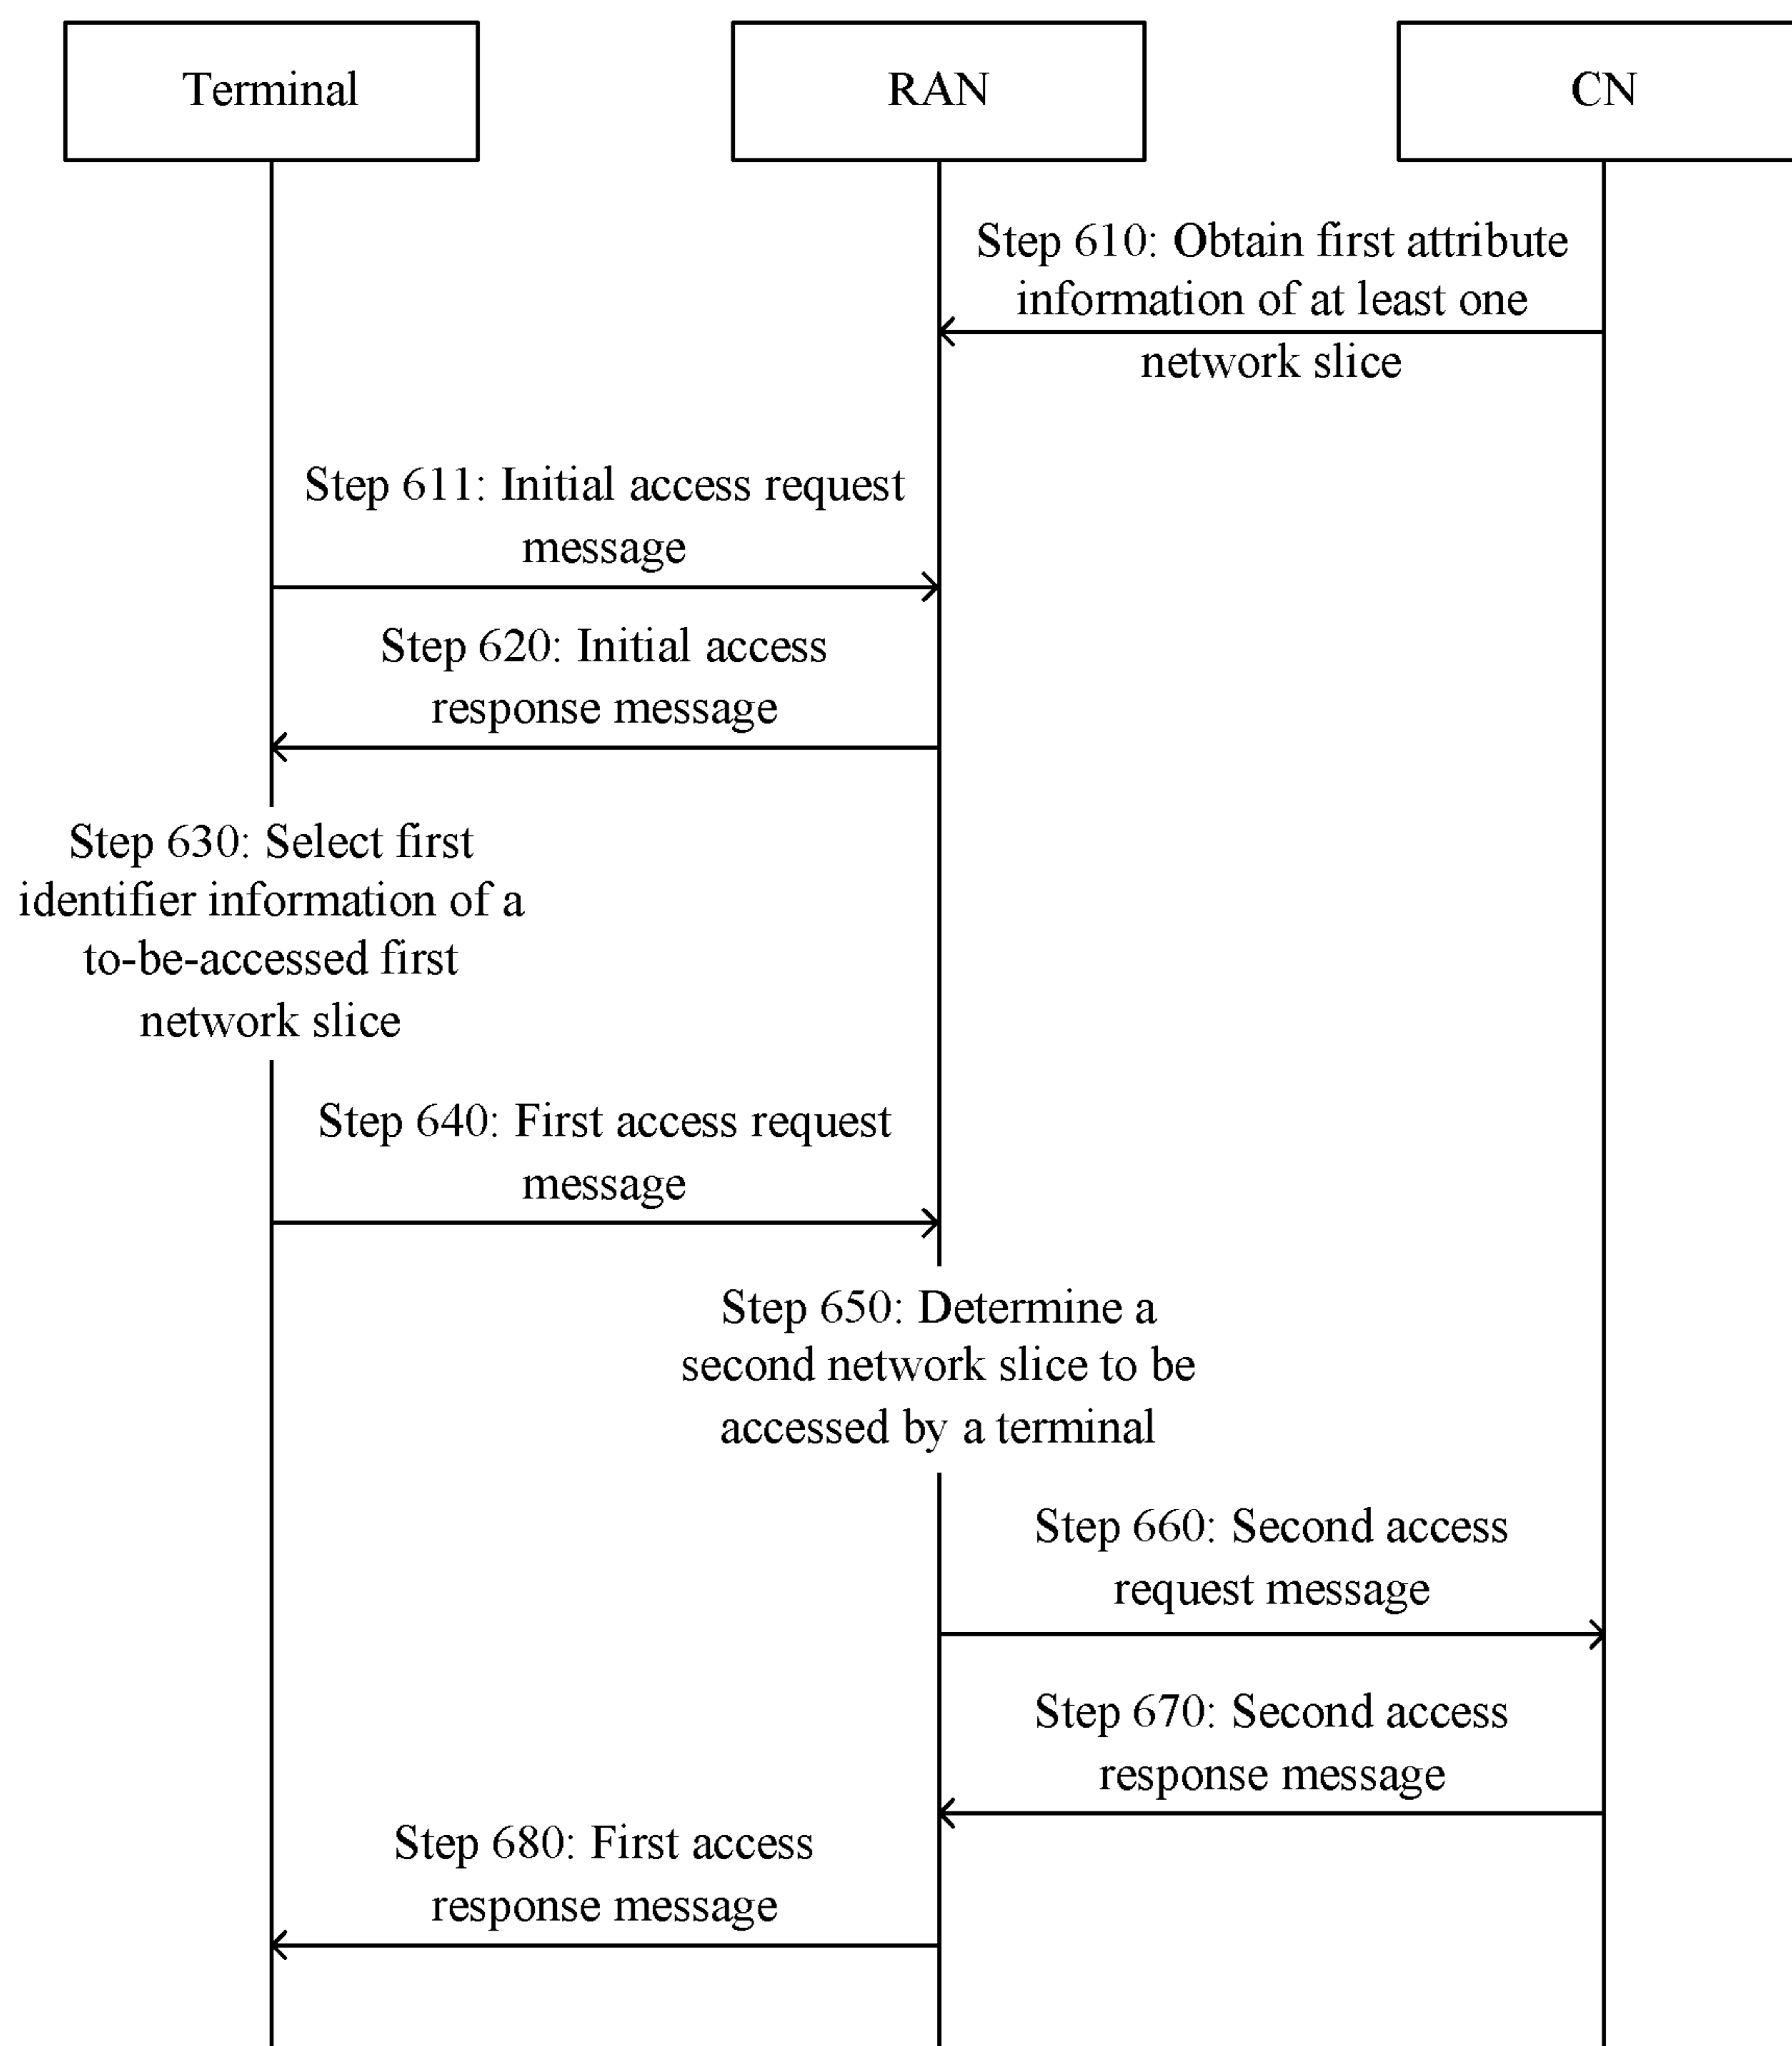 Terminal
RAN
CN
Step 610: Obtain first attribute
information of at least one
network slice
Step 611: Initial access request
message
Step 620: Initial access
response message
Step 630: Select first
identifier information of a
to-be-accessed first
network slice
Step 640: First access request
message
Step 650: Determine a
second network slice to be
accessed by a terminal
Step 660: Second access
request message
Step 670: Second access
response message
Step 680: First access
response message